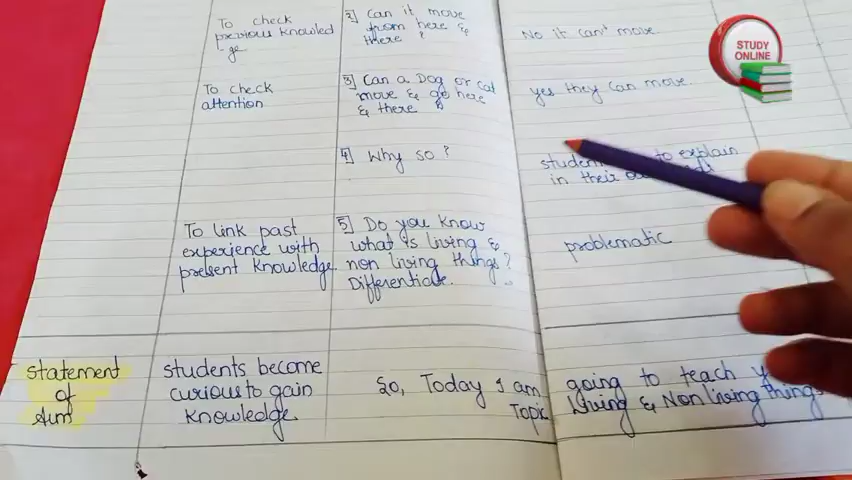 To check
previous knowled
ge
2] Can it move
from here &
there ?
No it can't move.
STUDY
ONLINE
To check
attention
3] Can a Dog or cat
move & go here
& there ?
yes they can move.
4] Why so ?
to explain
in their
To link past
experience with
present knowledge.
5] Do you know
what is living &
non living things?
Differentiate.
problematic
Statement
of
Aim
students become
curious to gain
knowledge
So, Today I am
going to teach
Topic
Living & Non living things